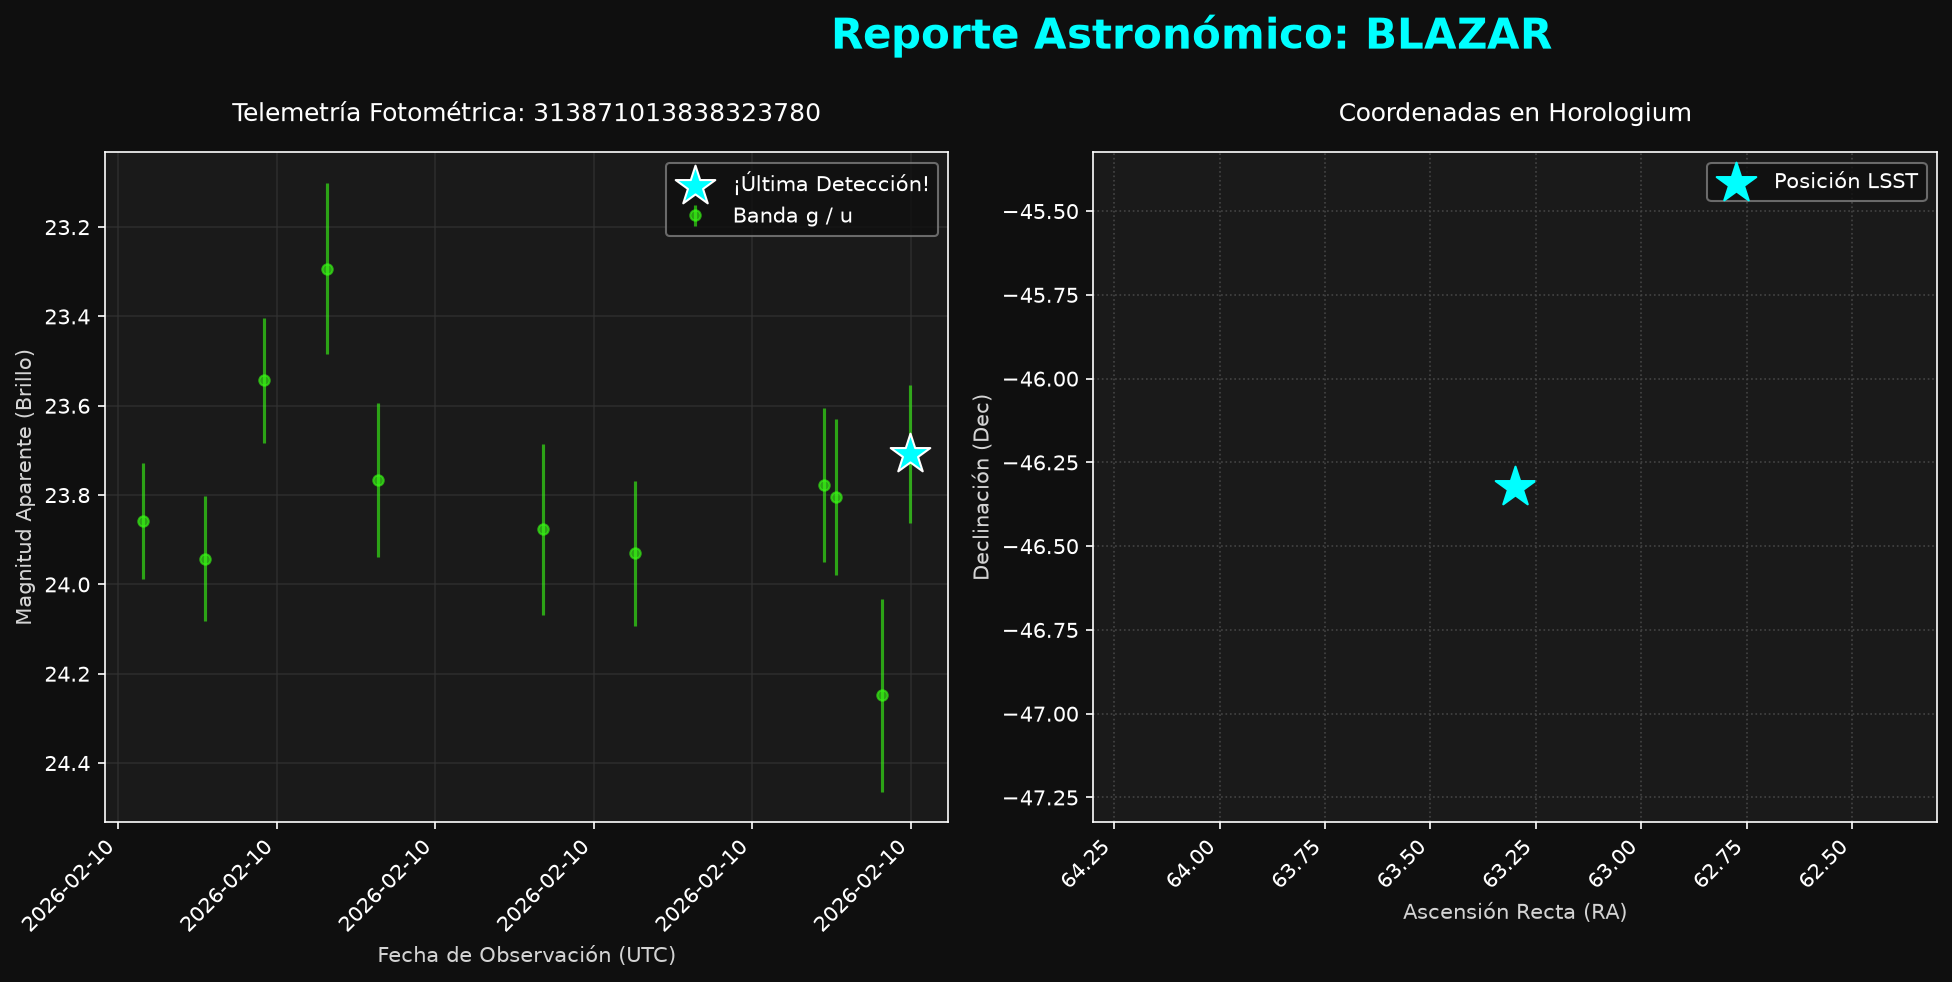 Reporte Astronómico: BLAZAR
Telemetría Fotométrica: 313871013838323780
¡Última Detección!
Banda g / u
Magnitud Aparente (Brillo)
23.2
23.4
23.6
23.8
24.0
24.2
24.4
2026-02-10
2026-02-10
2026-02-10
2026-02-10
2026-02-10
2026-02-10
Fecha de Observación (UTC)
Coordenadas en Horologium
Posición LSST
Declinación (Dec)
−45.50
−45.75
−46.00
−46.25
−46.50
−46.75
−47.00
−47.25
64.25
64.00
63.75
63.50
63.25
63.00
62.75
62.50
Ascensión Recta (RA)